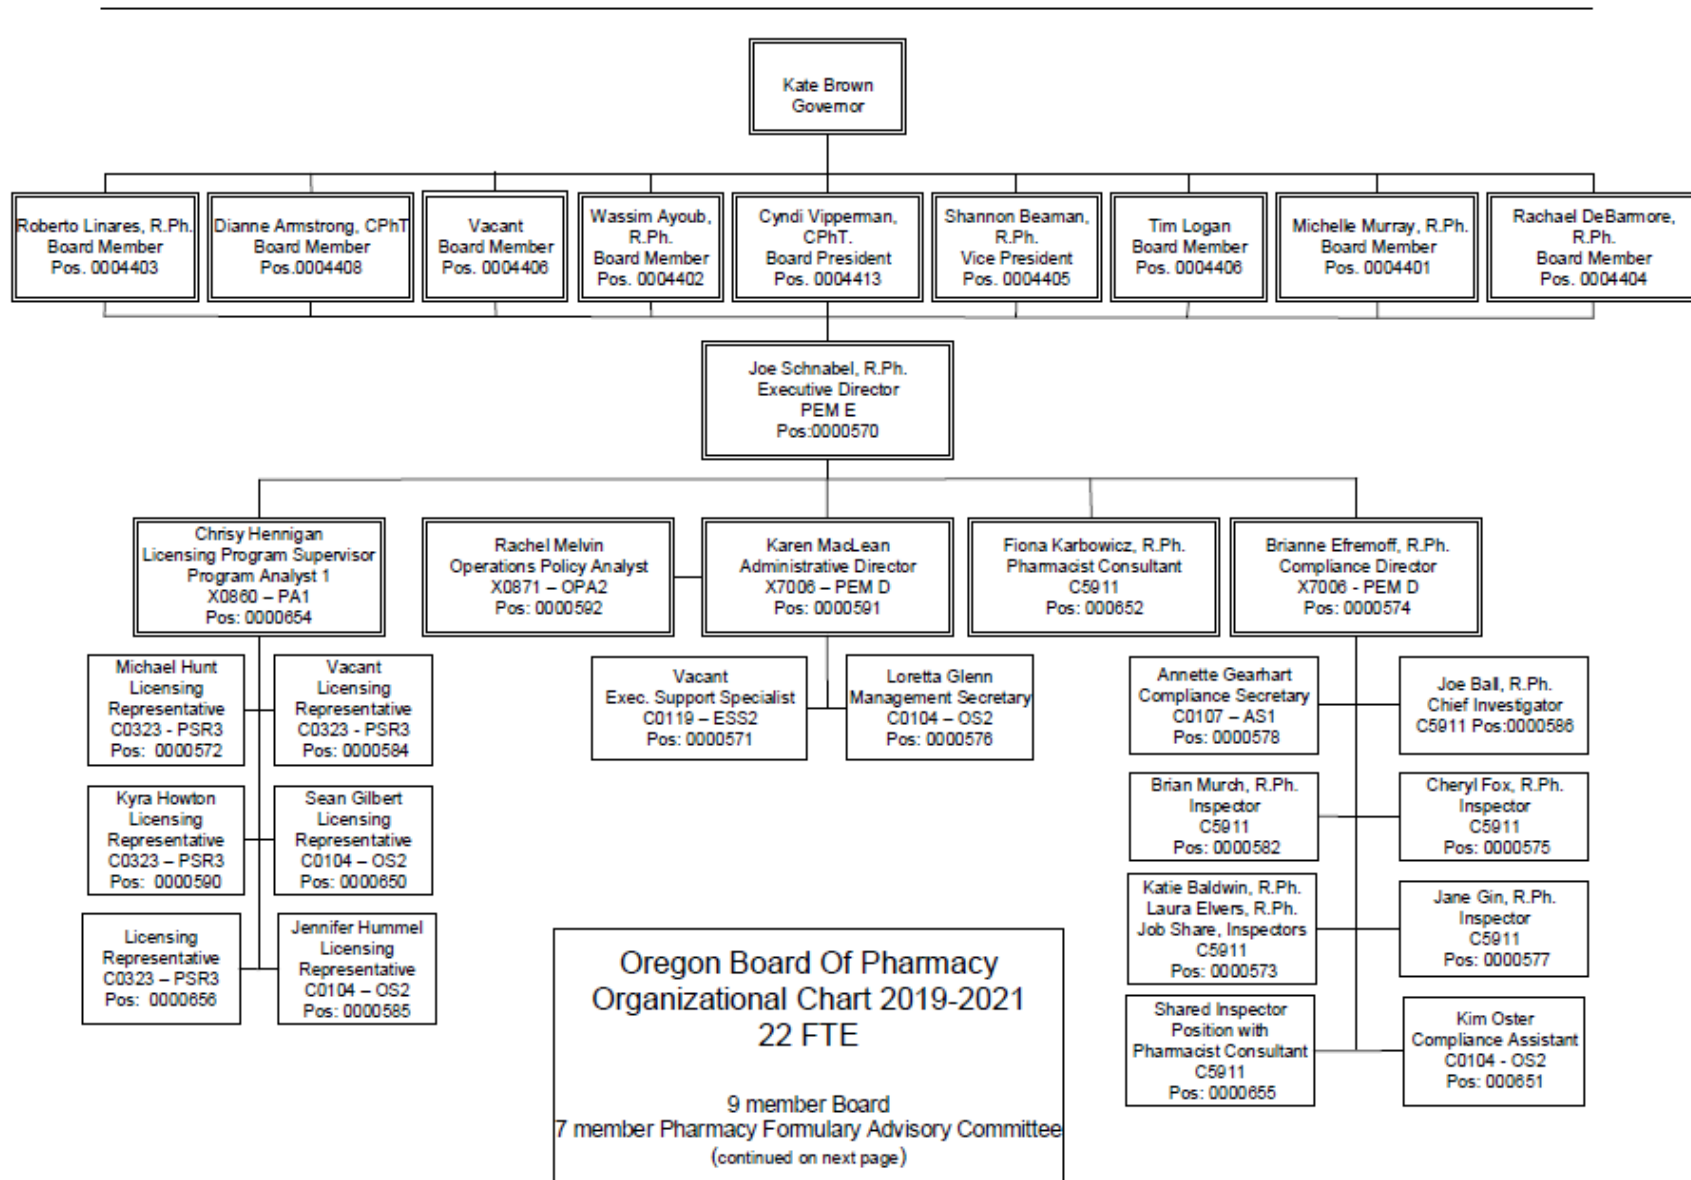 Kate Brown
Governor
Roberto Linares, R.Ph.
Board Member
Pos. 0004403
Dianne Armstrong, CPhT
Board Member
Pos.0004408
Vacant
Board Member
Pos. 0004406
Wassim Ayoub,
R.Ph.
Board Member
Pos. 0004402
Cyndi Vipperman,
CPhT.
Board President
Pos. 0004413
Shannon Beaman,
R.Ph.
Vice President
Pos. 0004405
Tim Logan
Board Member
Pos. 0004406
Michelle Murray, R.Ph.
Board Member
Pos. 0004401
Rachael DeBarmore,
R.Ph.
Board Member
Pos. 0004404
Joe Schnabel, R.Ph.
Executive Director
PEM E
Pos:0000570
Chrisy Hennigan
Licensing Program Supervisor
Program Analyst 1
X0860 – PA1
Pos: 0000654
Rachel Melvin
Operations Policy Analyst
X0871 – OPA2
Pos: 0000592
Karen MacLean
Administrative Director
X7006 – PEM D
Pos: 0000591
Fiona Karbowicz, R.Ph.
Pharmacist Consultant
C5911
Pos: 000652
Brianne Efremoff, R.Ph.
Compliance Director
X7006 - PEM D
Pos: 0000574
Michael Hunt
Licensing
Representative
C0323 - PSR3
Pos: 0000572
Vacant
Licensing
Representative
C0323 - PSR3
Pos: 0000584
Kyra Howton
Licensing
Representative
C0323 – PSR3
Pos: 0000590
Sean Gilbert
Licensing
Representative
C0104 – OS2
Pos: 0000650
Licensing
Representative
C0323 – PSR3
Pos: 0000656
Jennifer Hummel
Licensing
Representative
C0104 – OS2
Pos: 0000585
Vacant
Exec. Support Specialist
C0119 – ESS2
Pos: 0000571
Loretta Glenn
Management Secretary
C0104 – OS2
Pos: 0000576
Annette Gearhart
Compliance Secretary
C0107 – AS1
Pos: 0000578
Joe Ball, R.Ph.
Chief Investigator
C5911 Pos:0000586
Brian Murch, R.Ph.
Inspector
C5911
Pos: 0000582
Cheryl Fox, R.Ph.
Inspector
C5911
Pos: 0000575
Katie Baldwin, R.Ph.
Laura Elvers, R.Ph.
Job Share, Inspectors
C5911
Pos: 0000573
Jane Gin, R.Ph.
Inspector
C5911
Pos: 0000577
Shared Inspector
Position with
Pharmacist Consultant
C5911
Pos: 0000655
Kim Oster
Compliance Assistant
C0104 - OS2
Pos: 000651
Oregon Board Of Pharmacy
Organizational Chart 2019-2021
22 FTE
9 member Board
7 member Pharmacy Formulary Advisory Committee
(continued on next page)